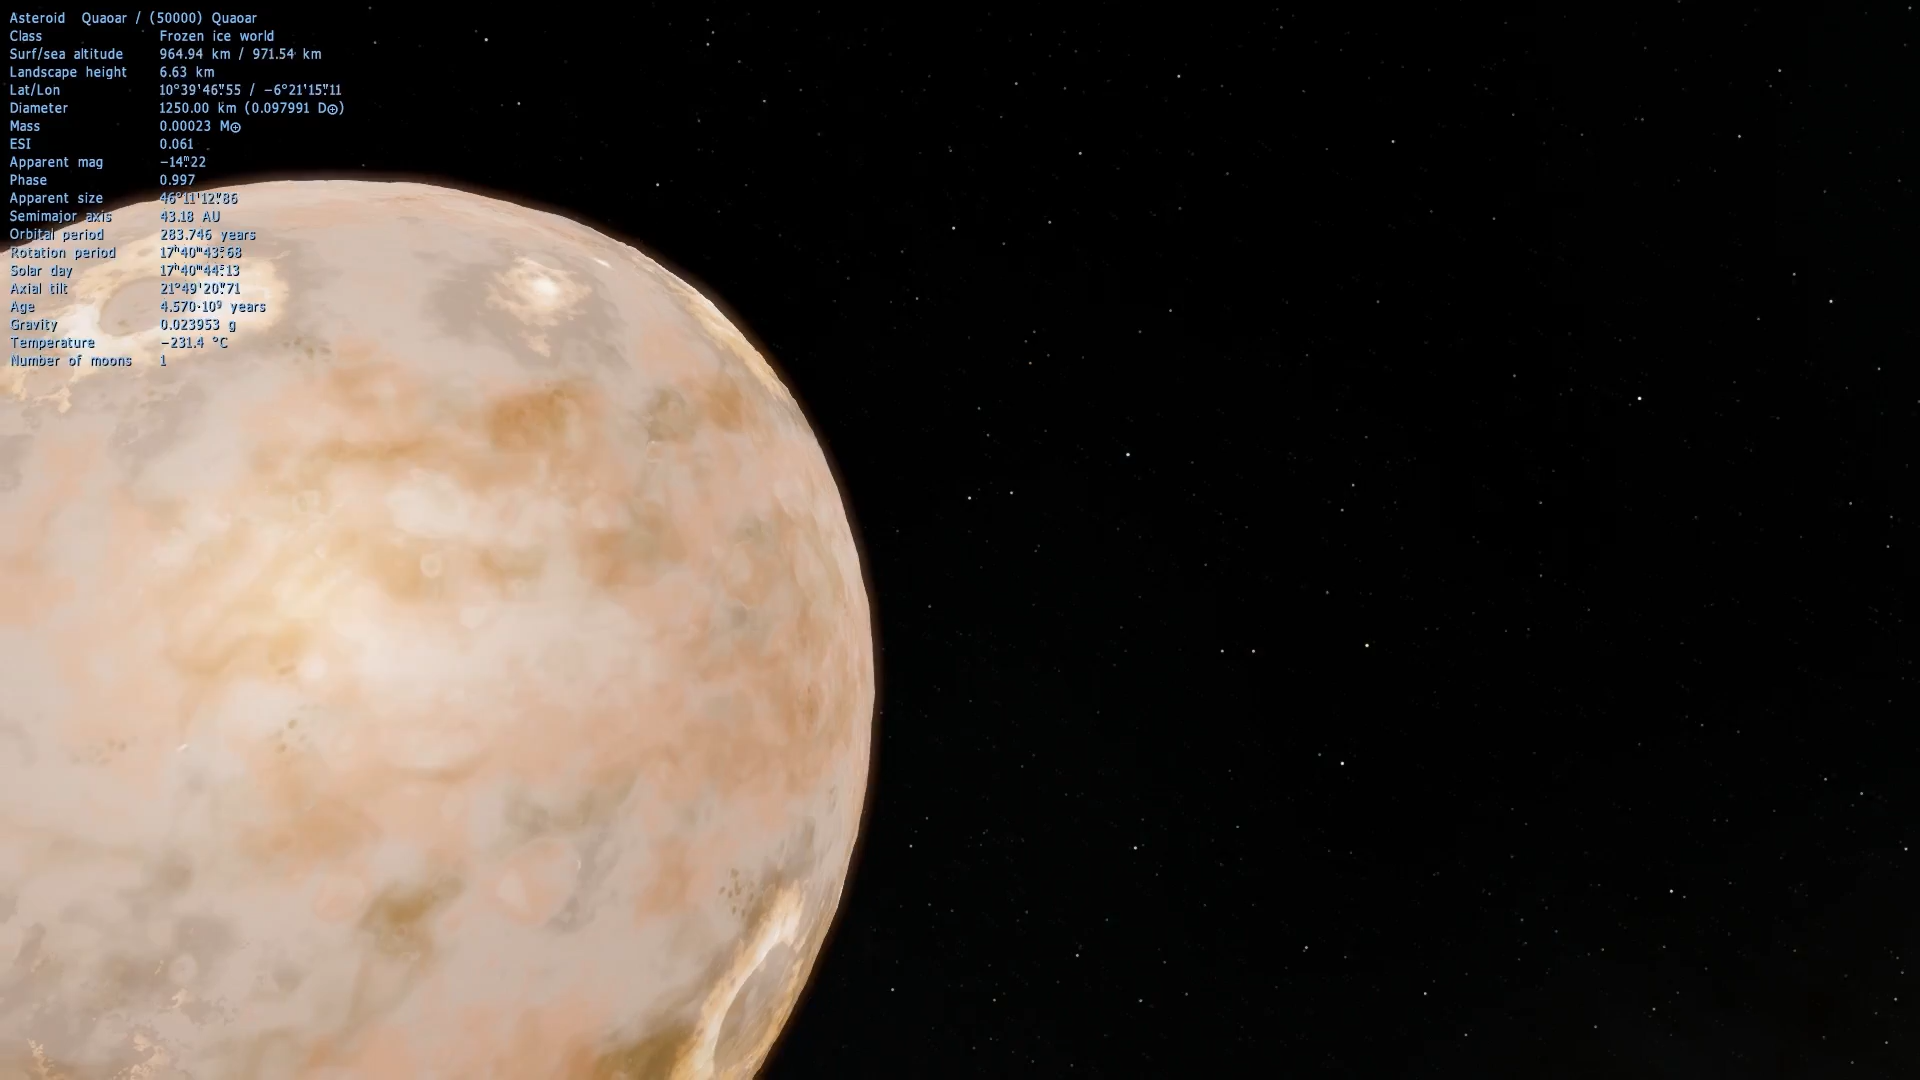 Asteroid Quaoar / (50000) Quaoar
Class Frozen ice world
Surf/sea altitude 964.94 km / 971.54 km
Landscape height 6.63 km
Lat/Lon 10°39'46."55 / −6°21'15."11
Diameter 1250.00 km (0.097991 D⊕)
Mass 0.00023 M⊕
ESI 0.061
Apparent mag −14.ᵐ22
Phase 0.997
Apparent size 46°11'12."86
Semimajor axis 43.18 AU
Orbital period 283.746 years
Rotation period 17ʰ40ᵐ43.ˢ68
Solar day 17ʰ40ᵐ44.ˢ13
Axial tilt 21°49'20."71
Age 4.570·10⁹ years
Gravity 0.023953 g
Temperature −231.4 °C
Number of moons 1